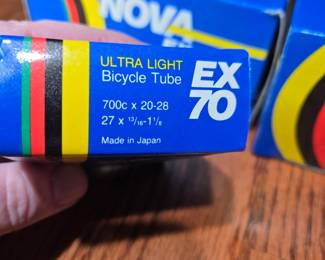 NOVA
ULTRA LIGHT
Bicycle Tube
EX
70
700c x 20-28
27 x 13/16-1 1/8
Made in Japan